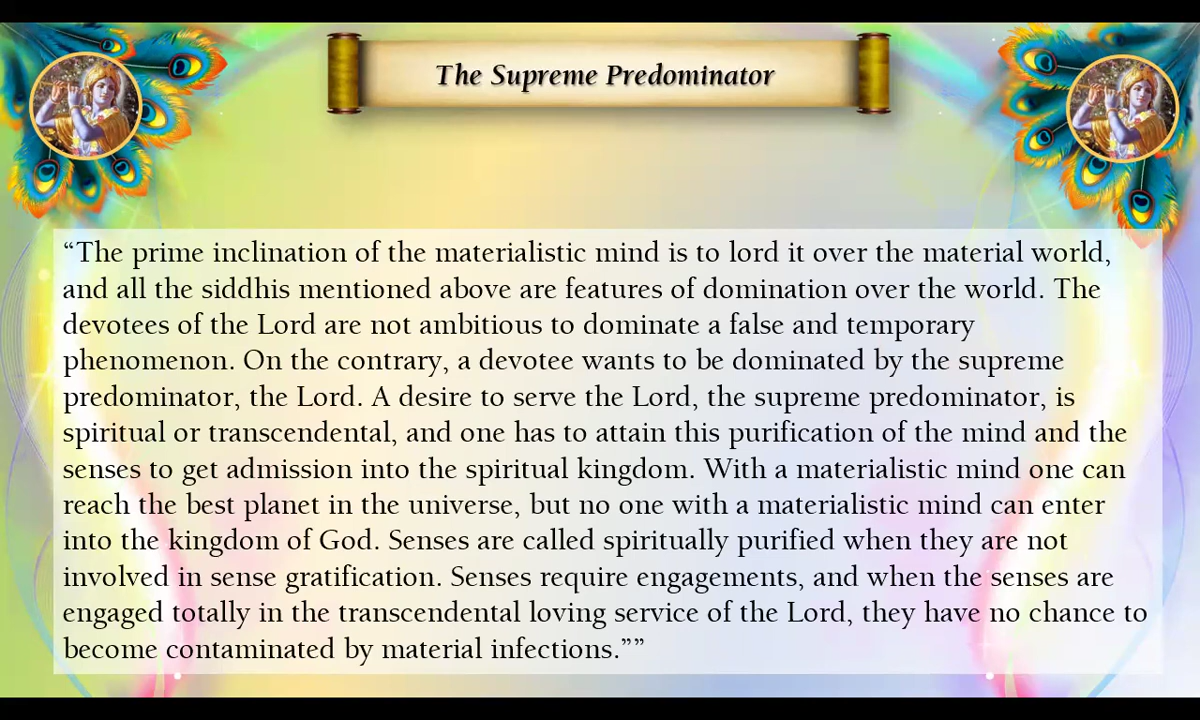 The Supreme Predominator
“The prime inclination of the materialistic mind is to lord it over the material world,
and all the siddhis mentioned above are features of domination over the world. The
devotees of the Lord are not ambitious to dominate a false and temporary
phenomenon. On the contrary, a devotee wants to be dominated by the supreme
predominator, the Lord. A desire to serve the Lord, the supreme predominator, is
spiritual or transcendental, and one has to attain this purification of the mind and the
senses to get admission into the spiritual kingdom. With a materialistic mind one can
reach the best planet in the universe, but no one with a materialistic mind can enter
into the kingdom of God. Senses are called spiritually purified when they are not
involved in sense gratification. Senses require engagements, and when the senses are
engaged totally in the transcendental loving service of the Lord, they have no chance to
become contaminated by material infections.””